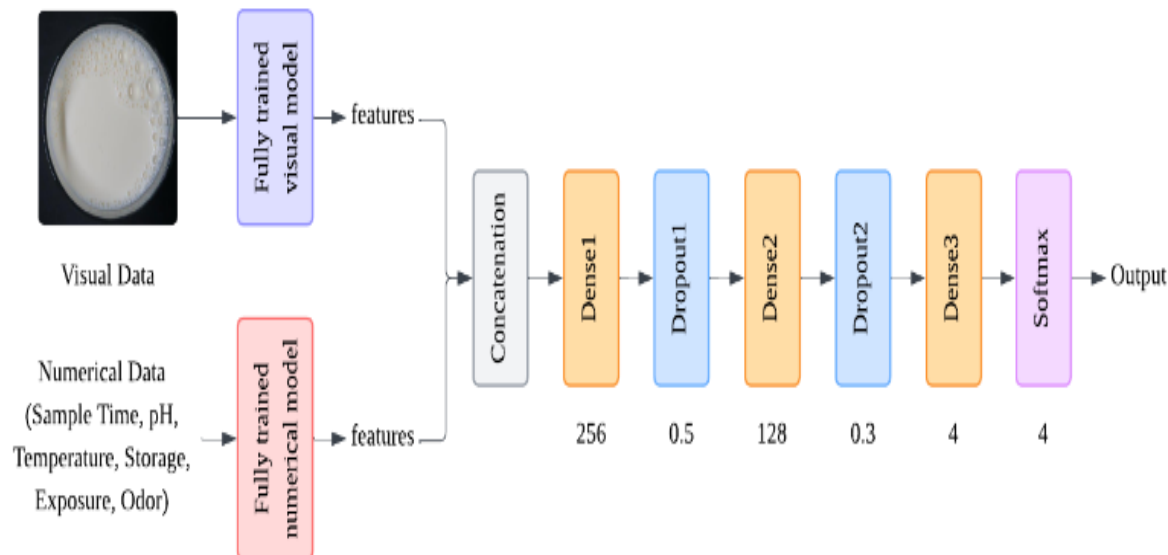 Fully trained
visual model
features
Visual Data
Numerical Data
(Sample Time, pH,
Temperature, Storage,
Exposure, Odor)
Fully trained
numerical model
features
Concatenation
Dense1
Dropout1
Dense2
Dropout2
Dense3
Softmax
Output
256
0.5
128
0.3
4
4